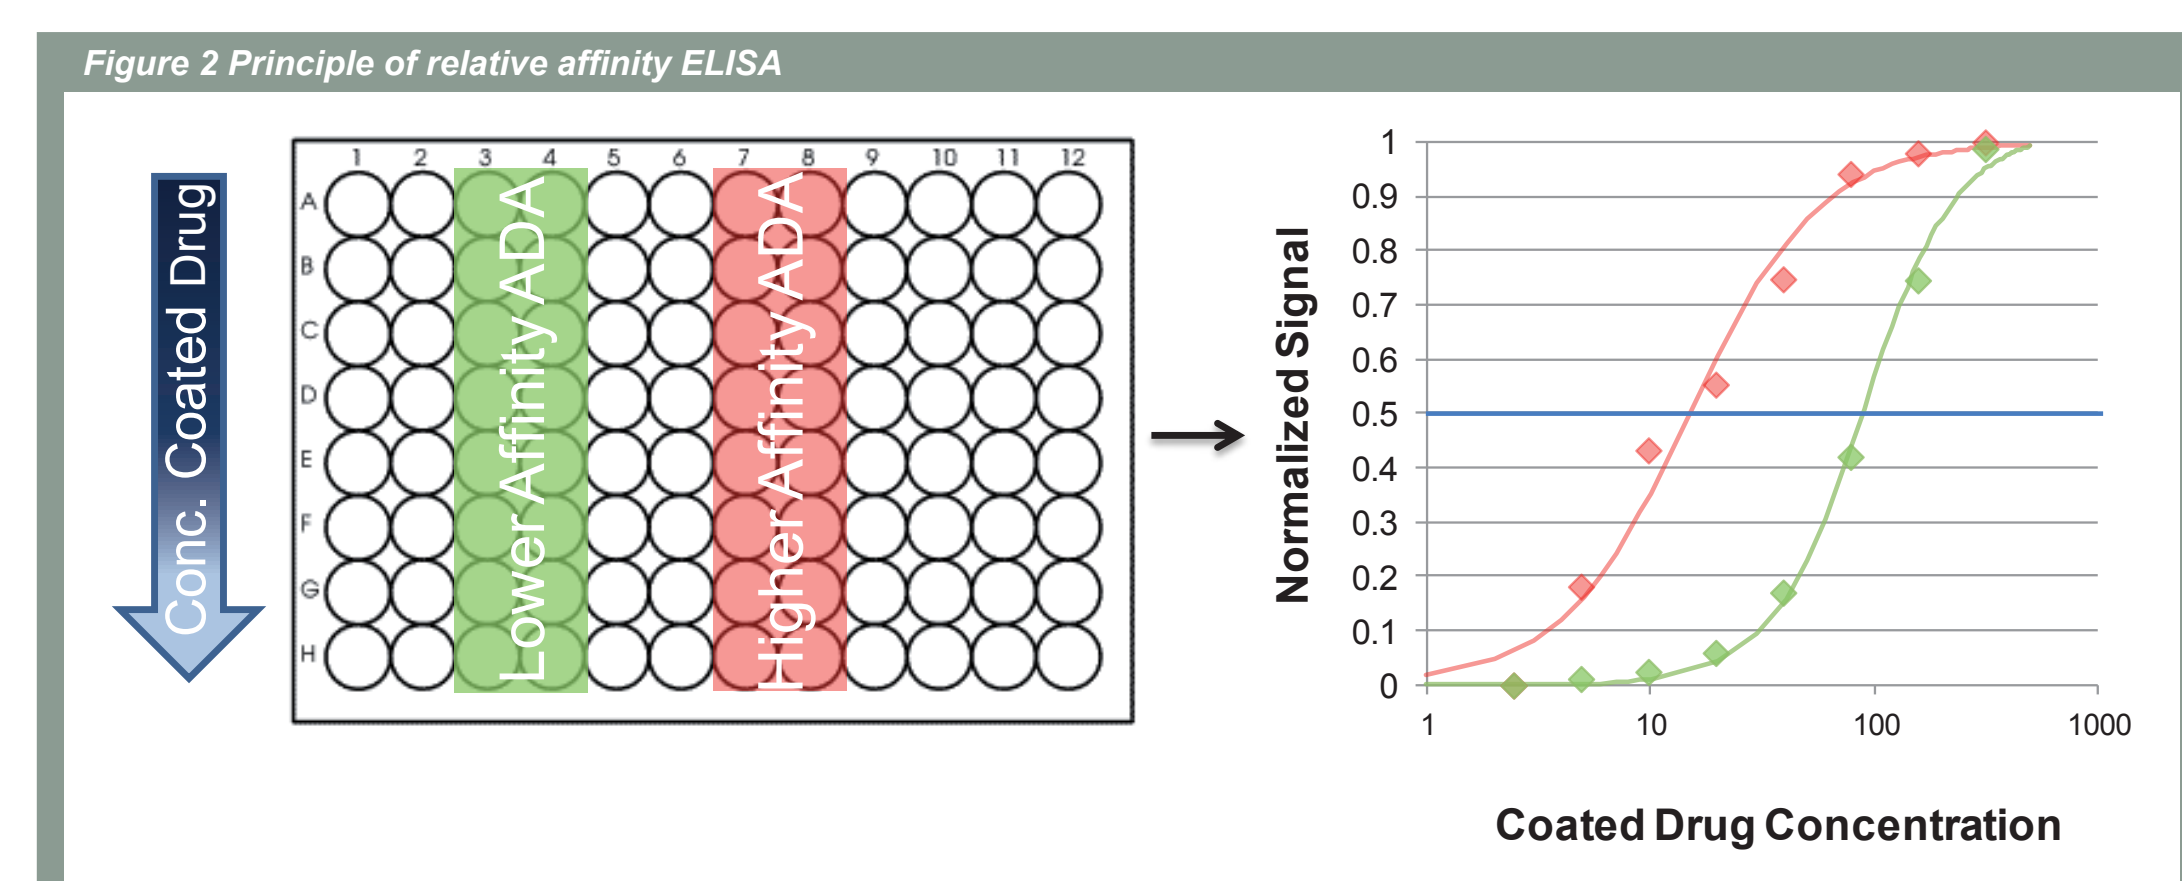 Figure 2 Principle of relative affinity ELISA
Conc. Coated Drug
1 2 3 4 5 6 7 8 9 10 11 12
A
B
C
D
E
F
G
H
Lower Affinity ADA
Higher Affinity ADA
Normalized Signal
1
0.9
0.8
0.7
0.6
0.5
0.4
0.3
0.2
0.1
0
1 10 100 1000
Coated Drug Concentration